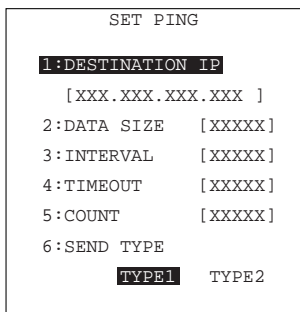 SET PING
1:DESTINATION IP
[XXX.XXX.XXX.XXX ]
2:DATA SIZE [XXXXX]
3:INTERVAL [XXXXX]
4:TIMEOUT [XXXXX]
5:COUNT [XXXXX]
6:SEND TYPE
TYPE1 TYPE2